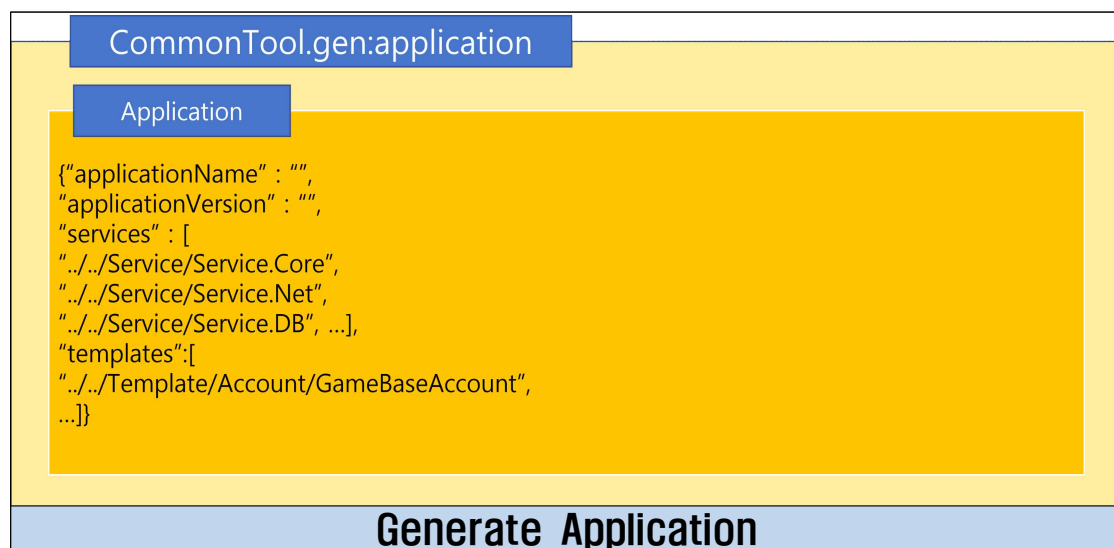 CommonTool.gen:application
Application
{“applicationName” : “”,
“applicationVersion” : “”,
“services” : [
“../../Service/Service.Core”,
“../../Service/Service.Net”,
“../../Service/Service.DB”, ...],
“templates”:[
“../../Template/Account/GameBaseAccount”,
...]}
Generate Application